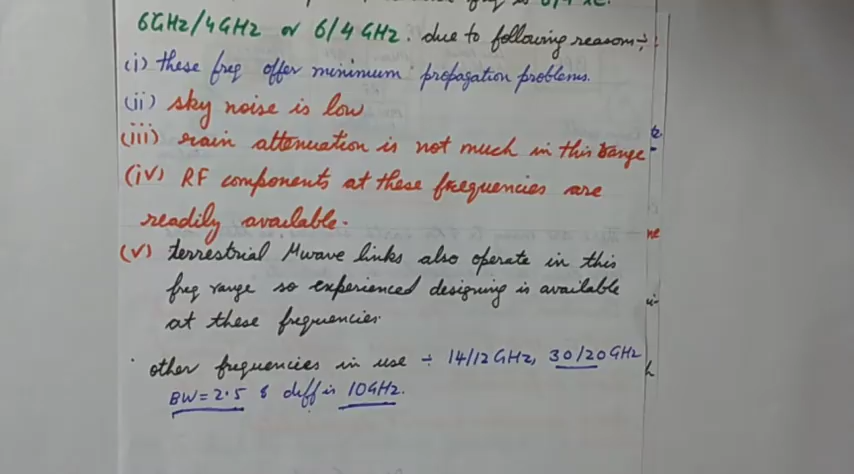 6GHz/4GHz or 6/4 GHz. due to following reason ÷
(i) these freq offer minimum propagation problems.
(ii) sky noise is low
(iii) rain attenuation is not much in this range
(iv) RF components at these frequencies are
readily available.
(v) terrestrial Mwave links also operate in this
freq range so experienced designing is available
at these frequencies.
other frequencies in use ÷ 14/12 GHz, 30/20GHz
BW = 2.5 & diff is 10GHz.